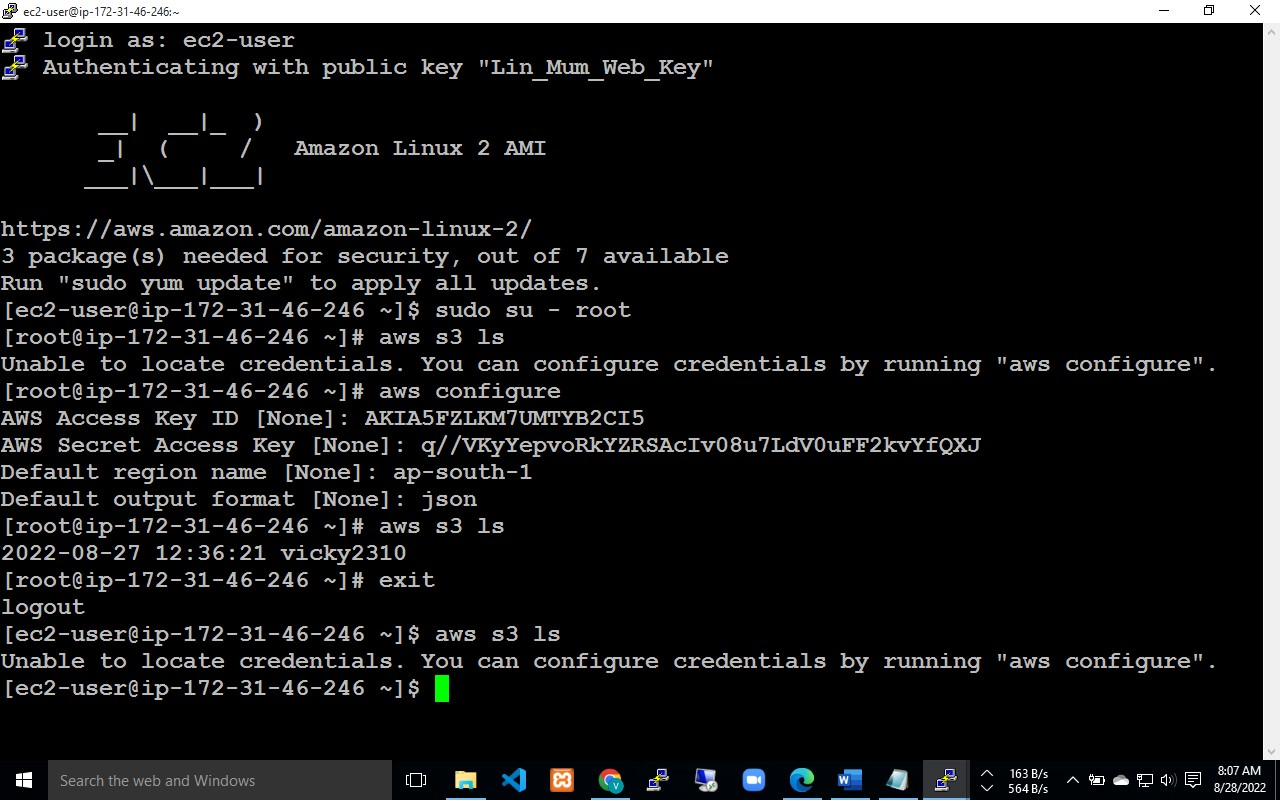 ec2-user@ip-172-31-46-246:~
login as: ec2-user
Authenticating with public key "Lin_Mum_Web_Key"
__|  __|_  )
_|  (     /   Amazon Linux 2 AMI
___|\___|___|
https://aws.amazon.com/amazon-linux-2/
3 package(s) needed for security, out of 7 available
Run "sudo yum update" to apply all updates.
[ec2-user@ip-172-31-46-246 ~]$ sudo su - root
[root@ip-172-31-46-246 ~]# aws s3 ls
Unable to locate credentials. You can configure credentials by running "aws configure".
[root@ip-172-31-46-246 ~]# aws configure
AWS Access Key ID [None]: AKIA5FZLKM7UMTYB2CI5
AWS Secret Access Key [None]: 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
Default region name [None]: ap-south-1
Default output format [None]: json
[root@ip-172-31-46-246 ~]# aws s3 ls
2022-08-27 12:36:21 vicky2310
[root@ip-172-31-46-246 ~]# exit
logout
[ec2-user@ip-172-31-46-246 ~]$ aws s3 ls
Unable to locate credentials. You can configure credentials by running "aws configure".
[ec2-user@ip-172-31-46-246 ~]$
Search the web and Windows
163 B/s
564 B/s
8:07 AM
8/28/2022